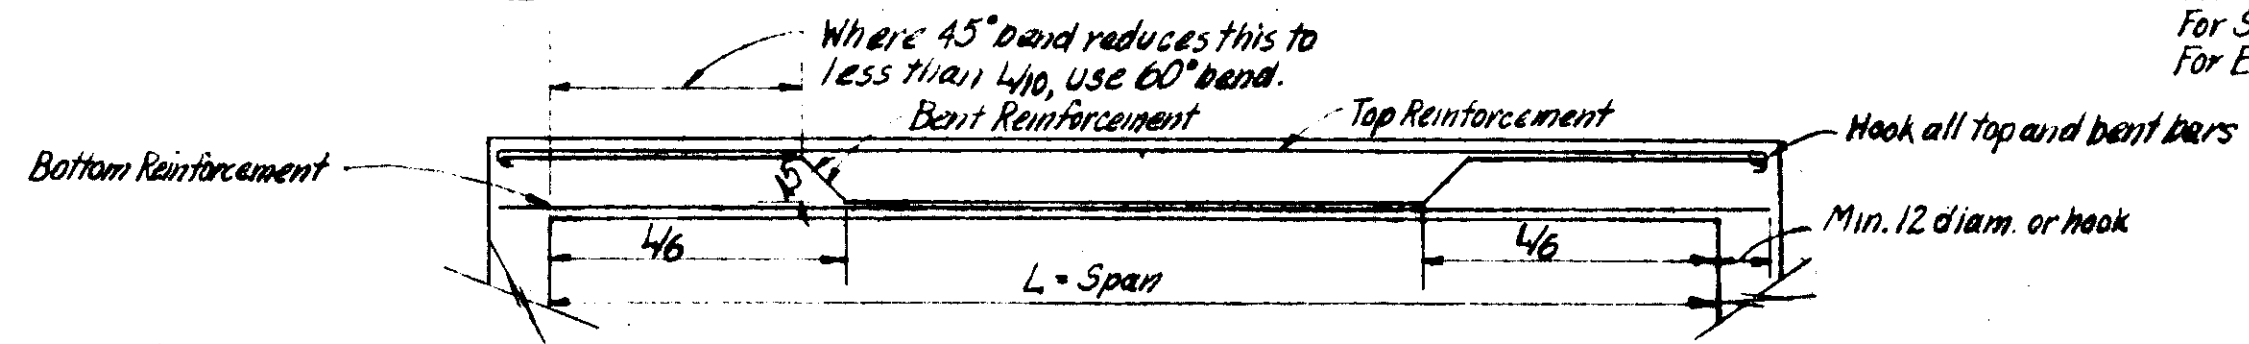 Where 45° bend reduces this to
less than L/10, use 60° bend.
For S
For E
Bent Reinforcement
Top Reinforcement
Hook all top and bent bars
Bottom Reinforcement
45°
Min. 12 diam. or hook
L/6
L/6
L = Span